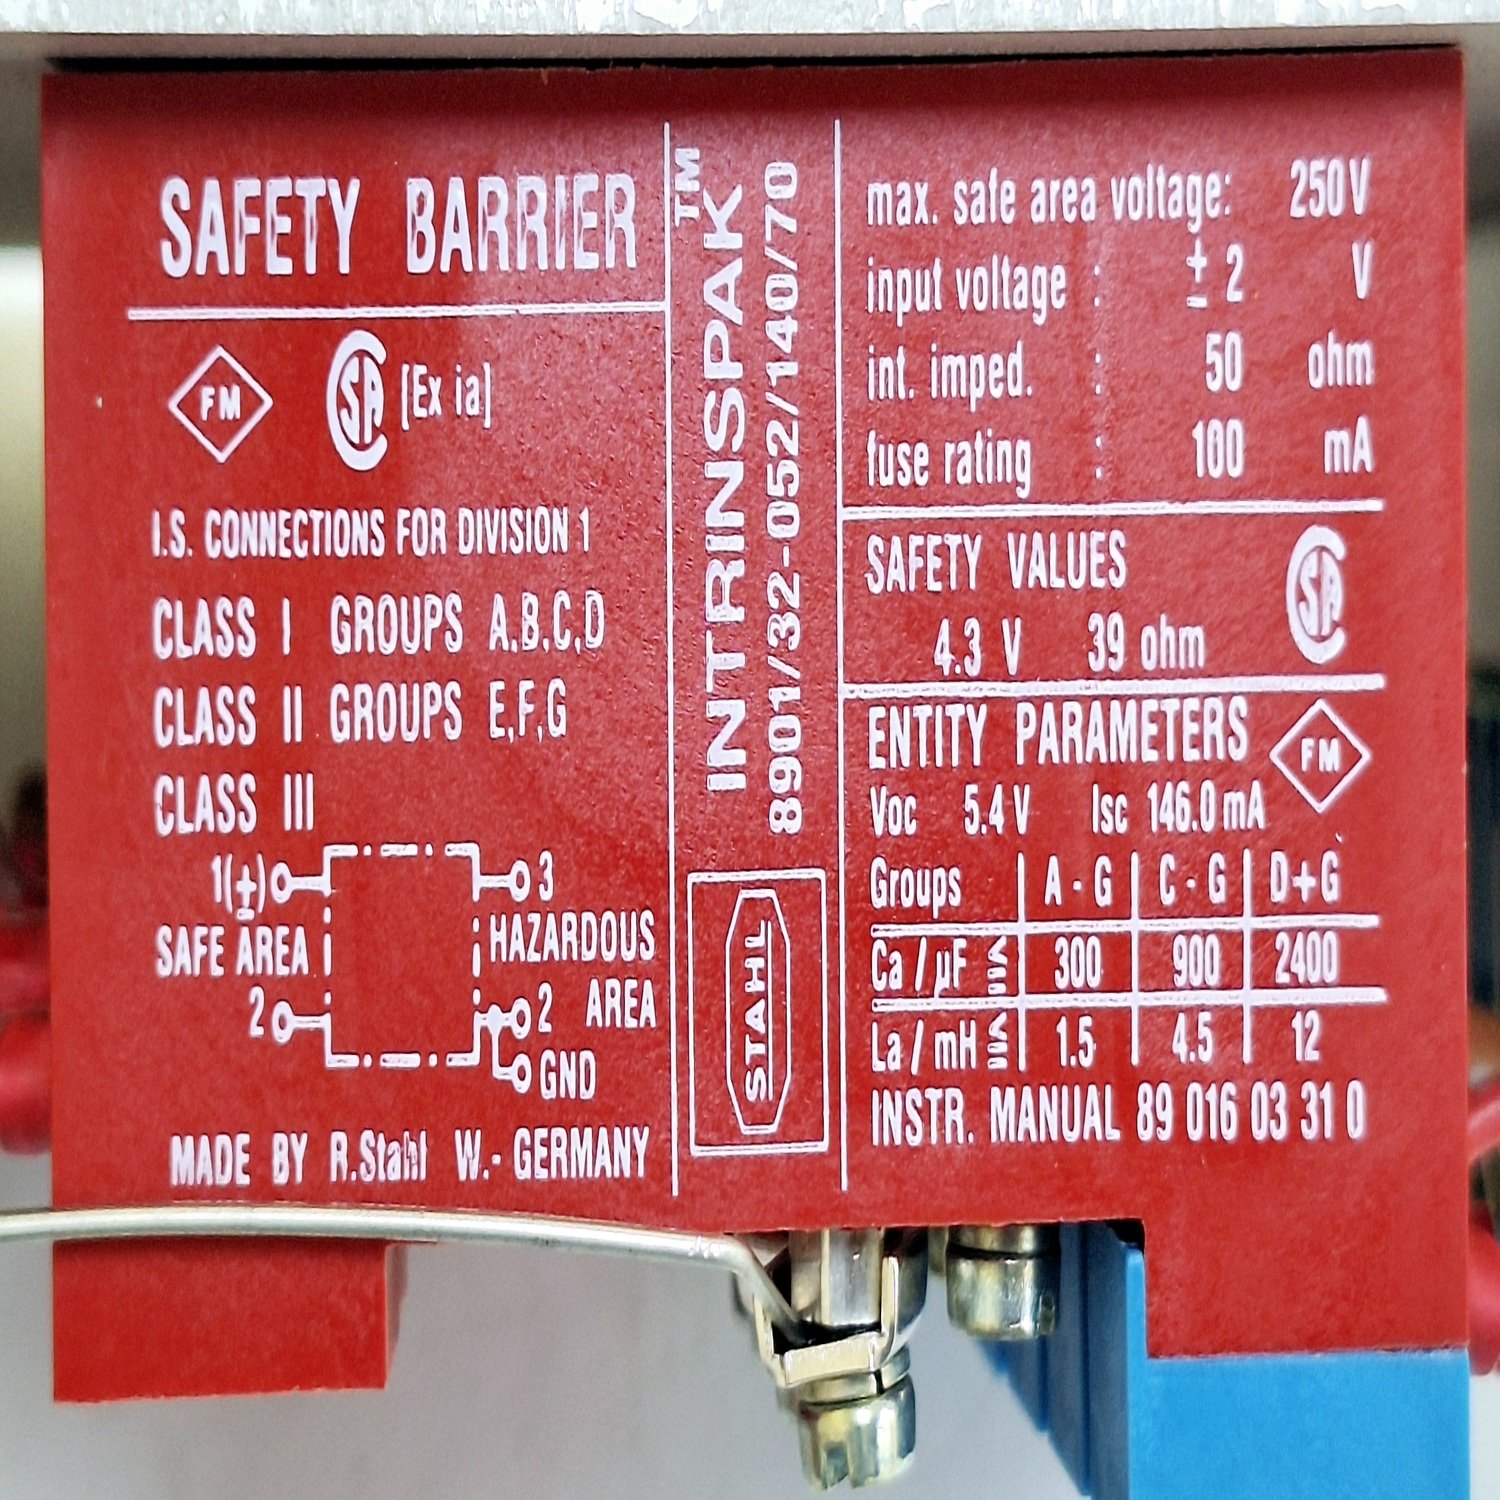 SAFETY BARRIER
FM
SA [Ex ia]
I.S. CONNECTIONS FOR DIVISION 1
CLASS I GROUPS A,B,C,D
CLASS II GROUPS E,F,G
CLASS III
1(±) 3
SAFE AREA HAZARDOUS
2 2 AREA
GND
MADE BY R.Stahl W.- GERMANY
INTRINSPAK™
8901/32-052/140/70
STAHL
max. safe area voltage: 250V
input voltage : ± 2 V
int. imped. : 50 ohm
fuse rating : 100 mA
SAFETY VALUES SA
4.3 V 39 ohm
ENTITY PARAMETERS FM
Voc 5.4 V Isc 146.0 mA
Groups A - G C - G D+G
Ca / µF ≤ 300 900 2400
La / mH ≤ 1.5 4.5 12
INSTR. MANUAL 89 016 03 31 0